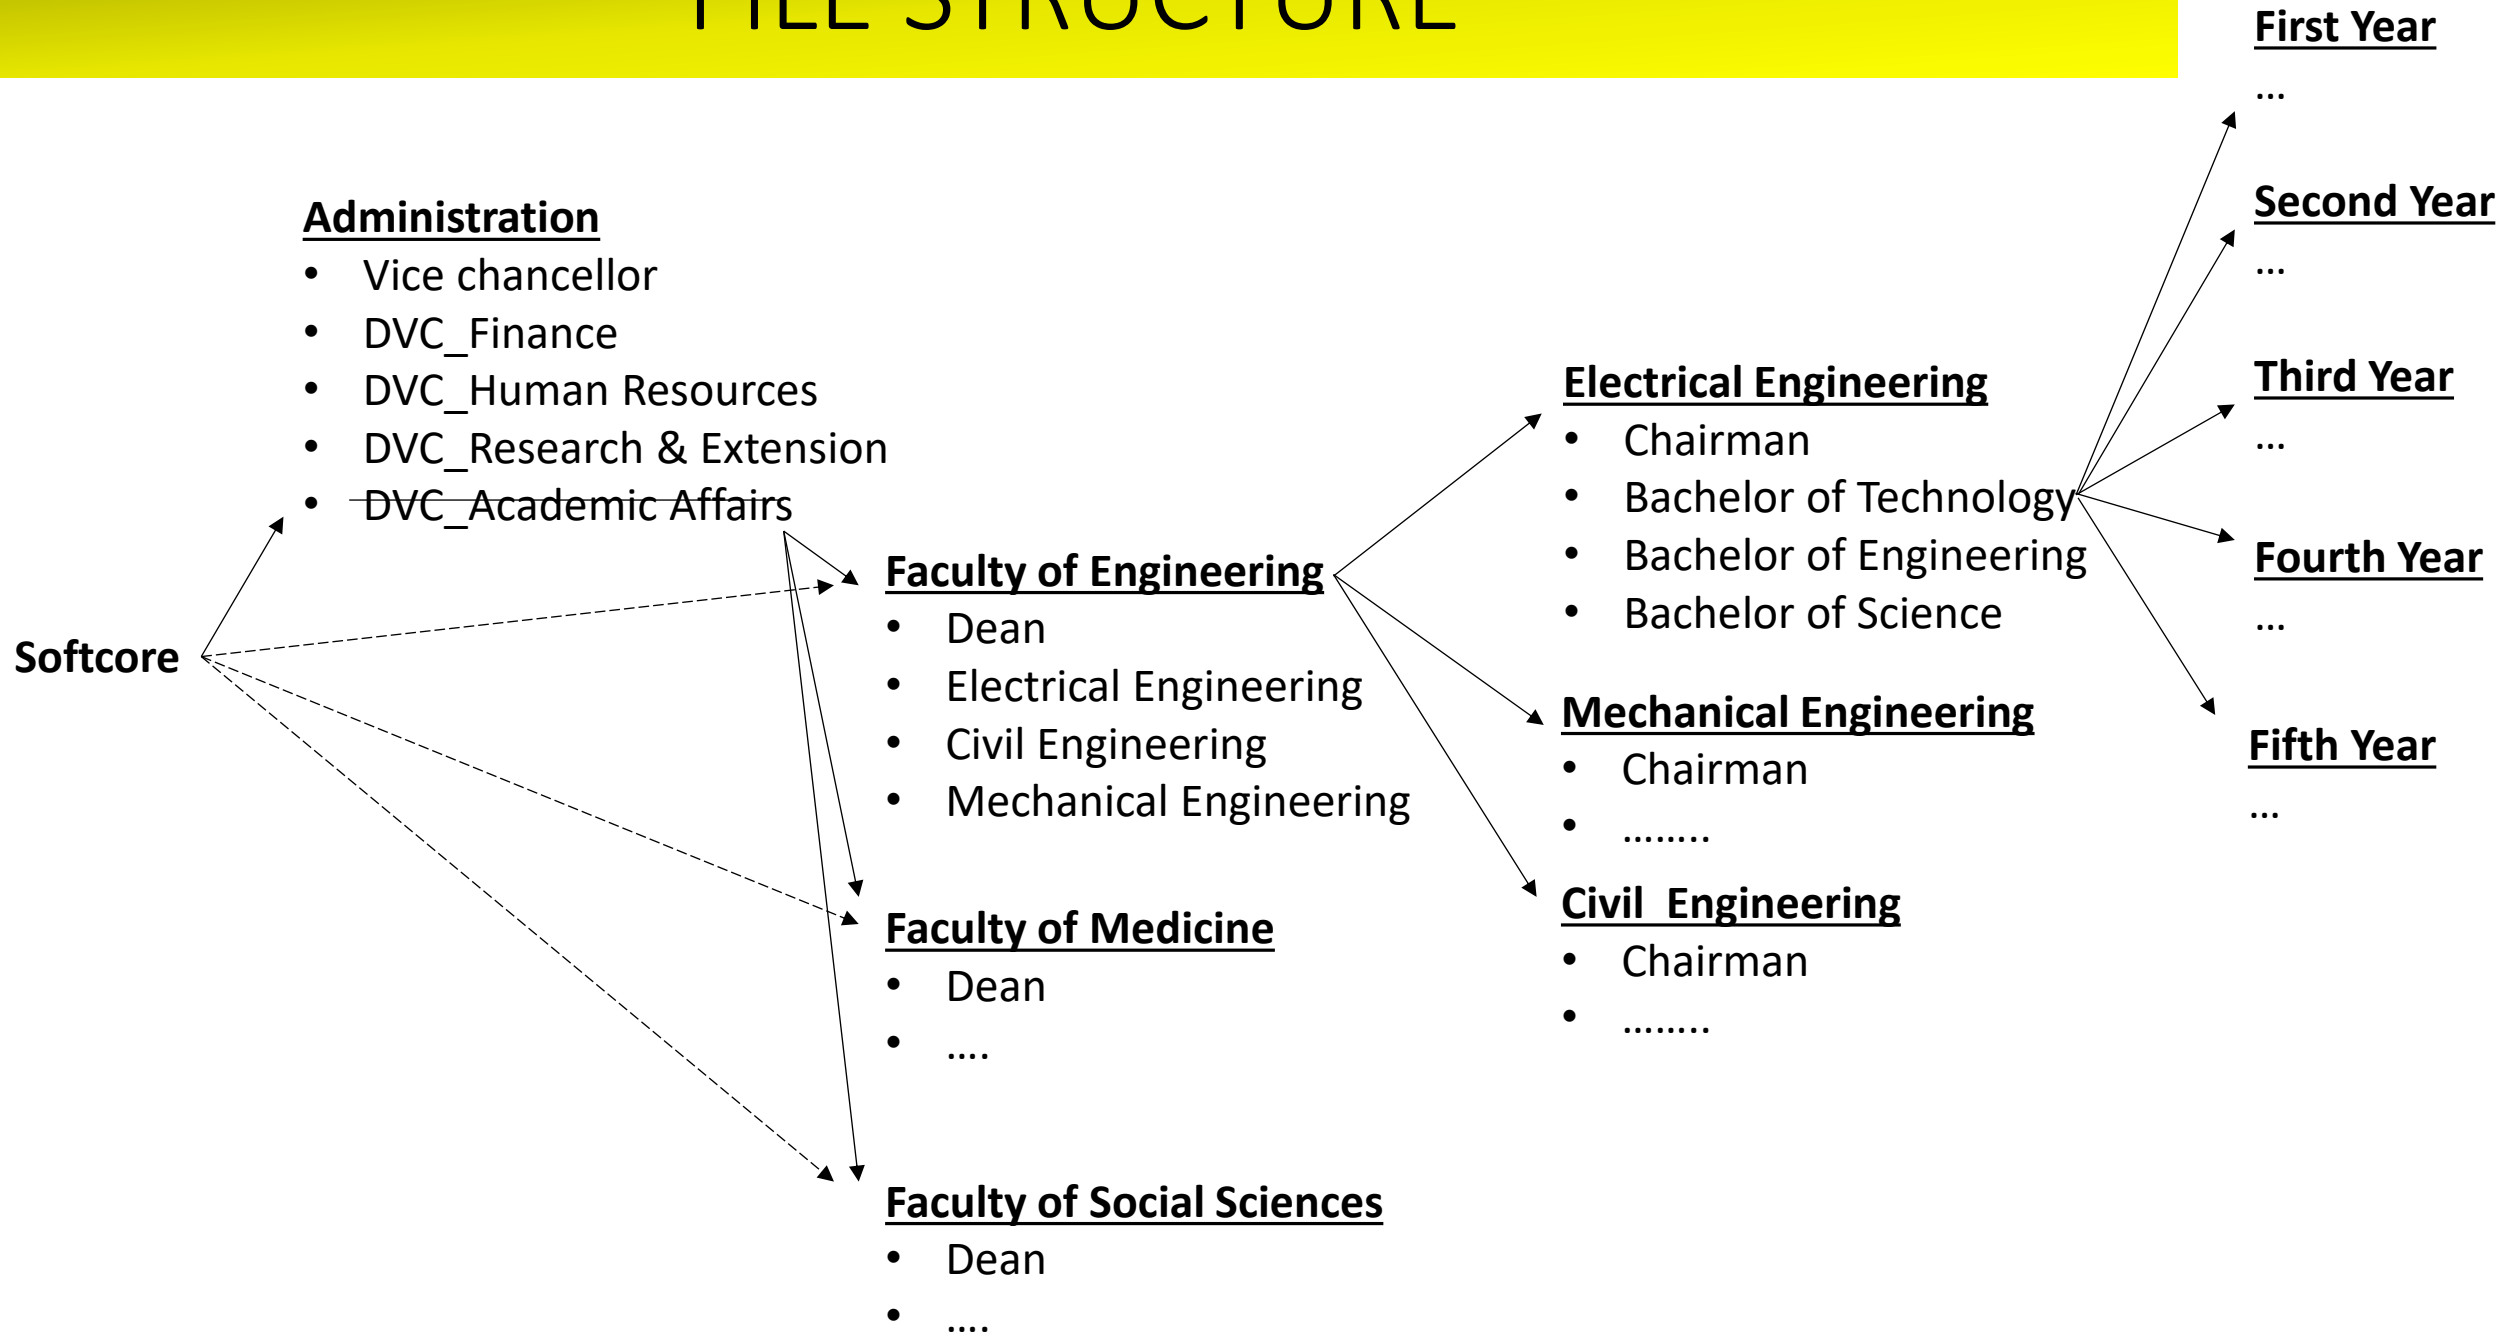 FILE STRUCTURE
Softcore
Administration
• Vice chancellor
• DVC_Finance
• DVC_Human Resources
• DVC_Research & Extension
• DVC_Academic Affairs
Faculty of Engineering
• Dean
• Electrical Engineering
• Civil Engineering
• Mechanical Engineering
Faculty of Medicine
• Dean
• ....
Faculty of Social Sciences
• Dean
• ....
Electrical Engineering
• Chairman
• Bachelor of Technology
• Bachelor of Engineering
• Bachelor of Science
Mechanical Engineering
• Chairman
• ........
Civil  Engineering
• Chairman
• ........
First Year
...
Second Year
...
Third Year
...
Fourth Year
...
Fifth Year
...